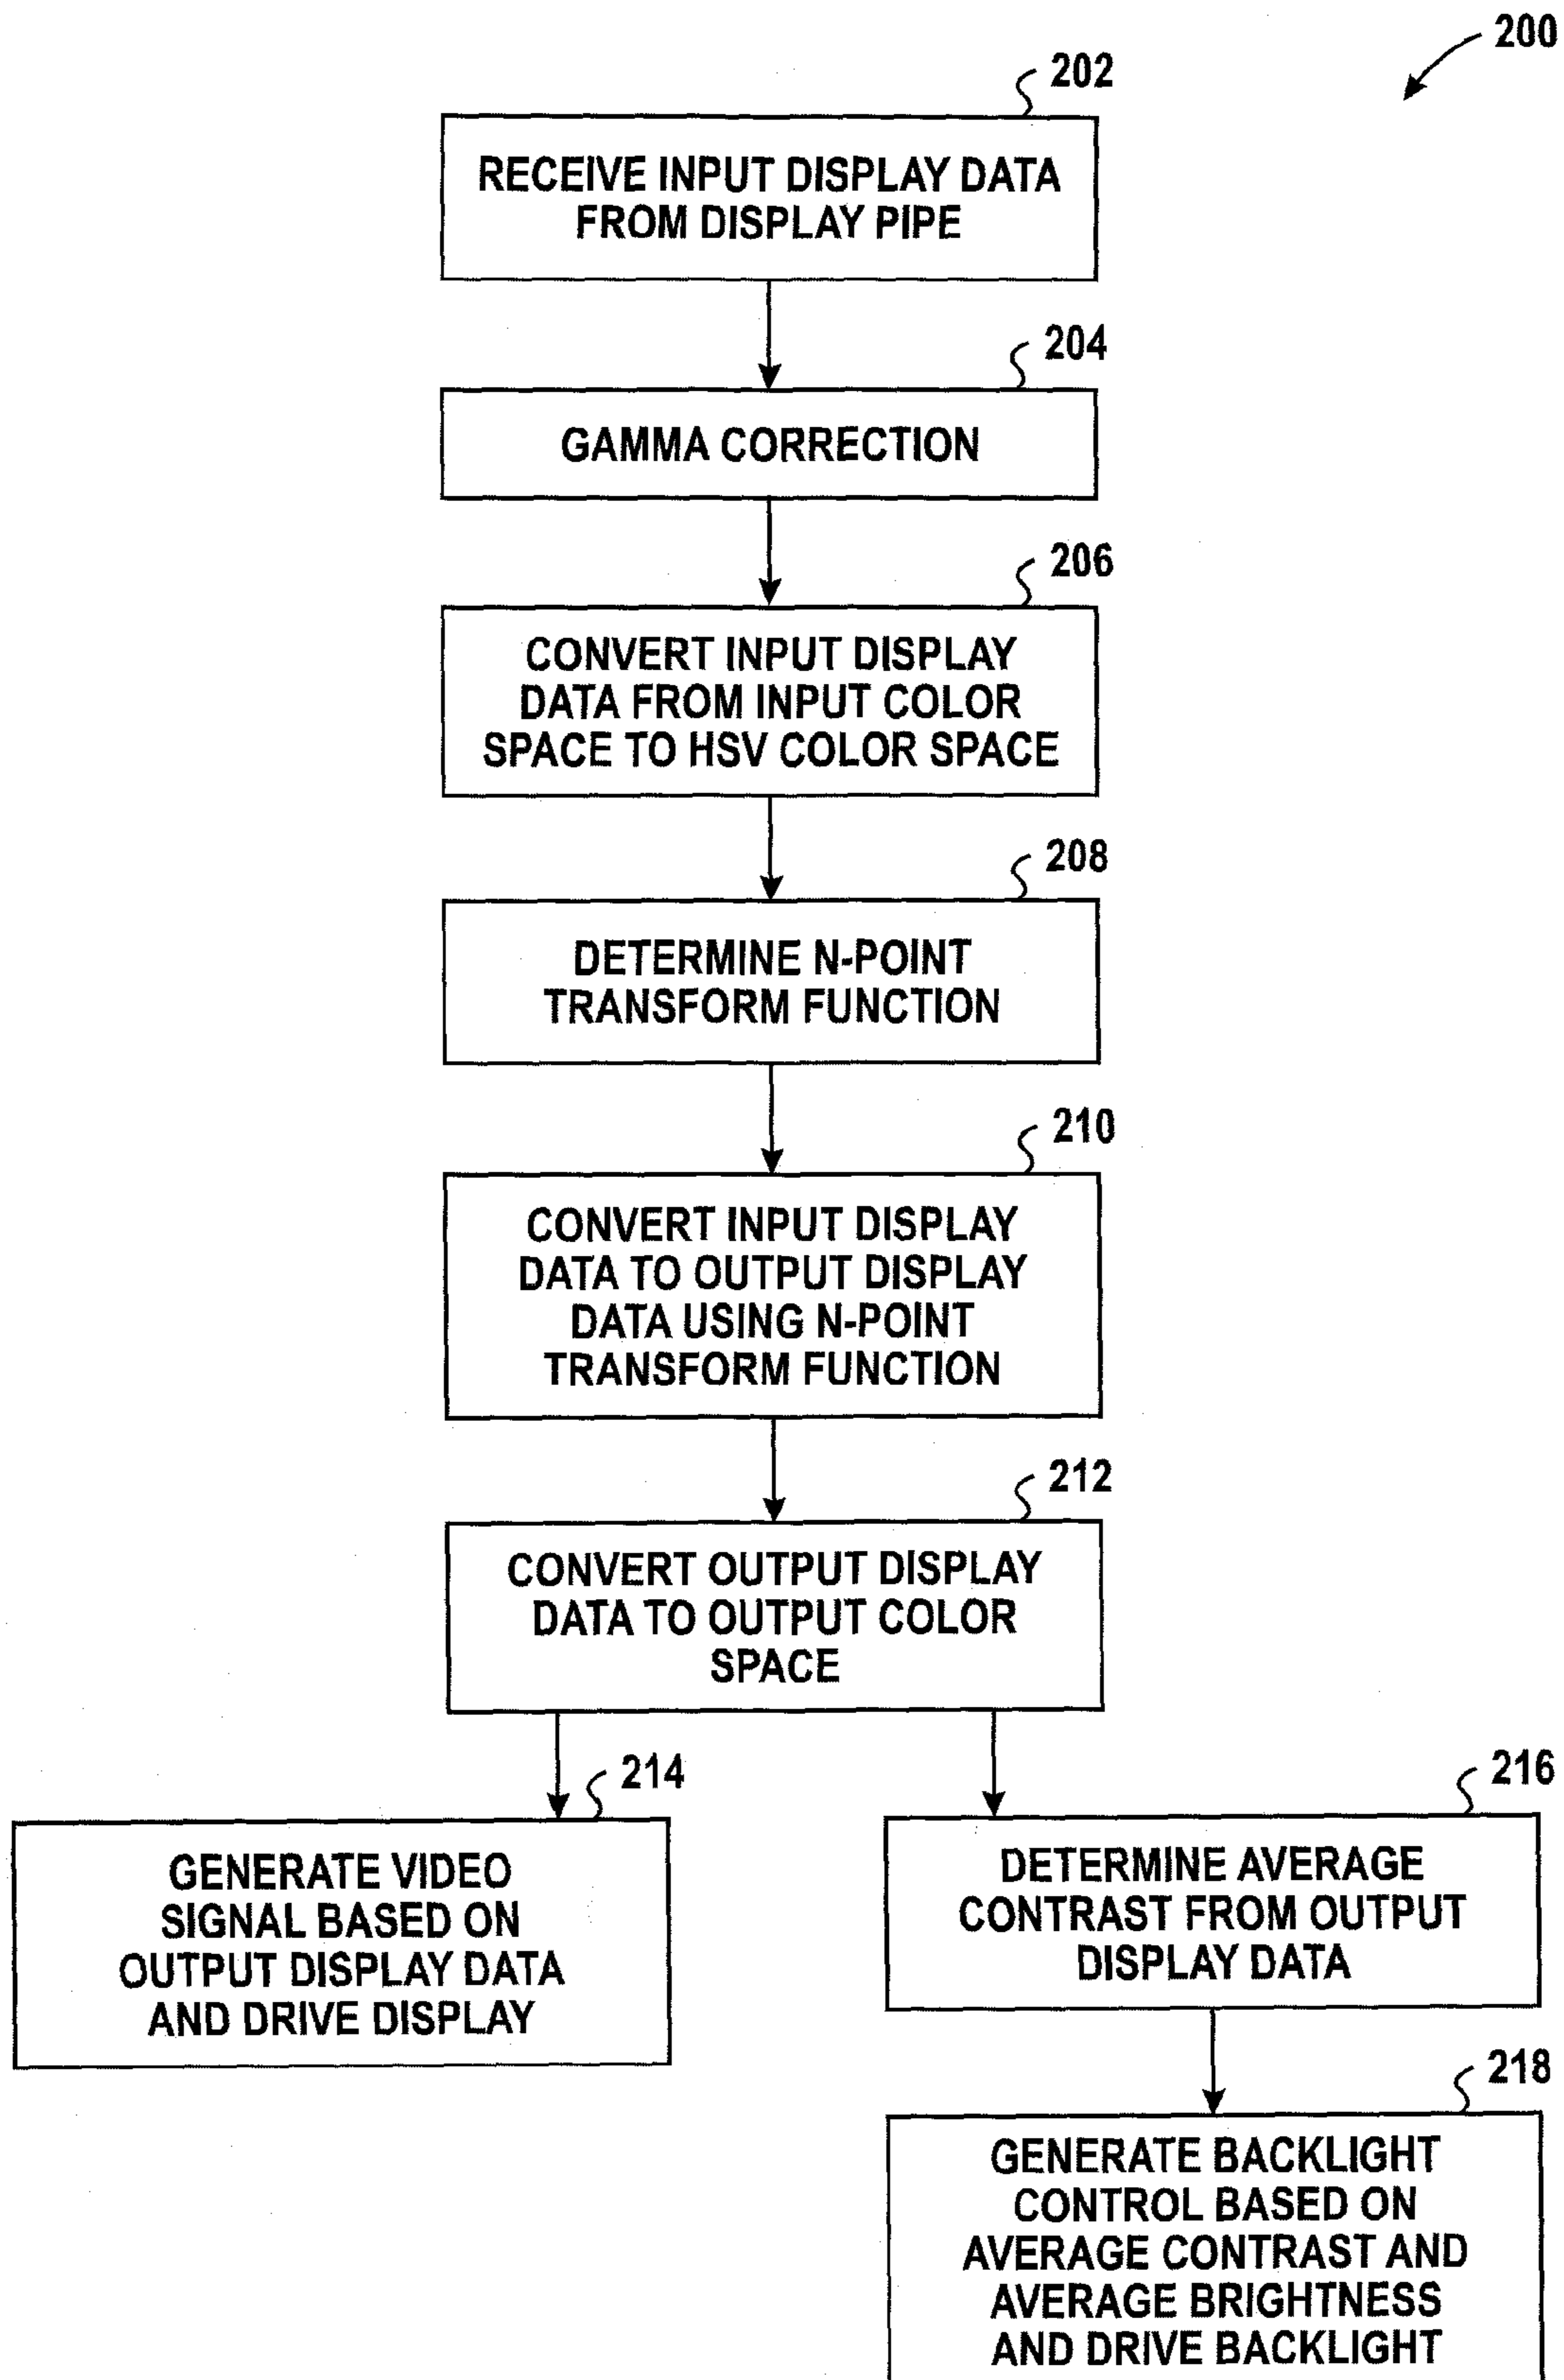 200
202
RECEIVE INPUT DISPLAY DATA
FROM DISPLAY PIPE
204
GAMMA CORRECTION
206
CONVERT INPUT DISPLAY
DATA FROM INPUT COLOR
SPACE TO HSV COLOR SPACE
208
DETERMINE N-POINT
TRANSFORM FUNCTION
210
CONVERT INPUT DISPLAY
DATA TO OUTPUT DISPLAY
DATA USING N-POINT
TRANSFORM FUNCTION
212
CONVERT OUTPUT DISPLAY
DATA TO OUTPUT COLOR
SPACE
214
GENERATE VIDEO
SIGNAL BASED ON
OUTPUT DISPLAY DATA
AND DRIVE DISPLAY
216
DETERMINE AVERAGE
CONTRAST FROM OUTPUT
DISPLAY DATA
218
GENERATE BACKLIGHT
CONTROL BASED ON
AVERAGE CONTRAST AND
AVERAGE BRIGHTNESS
AND DRIVE BACKLIGHT